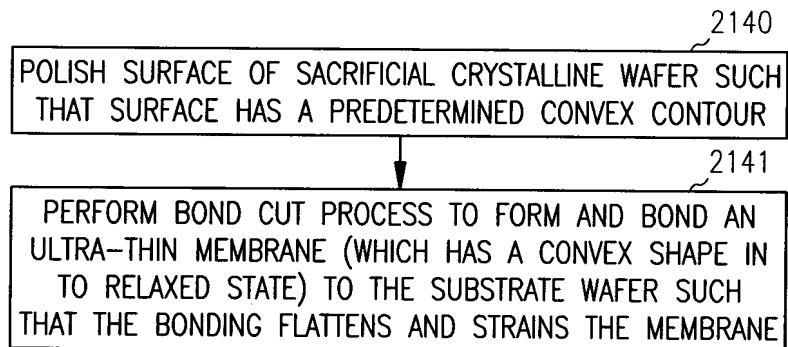 2140
POLISH SURFACE OF SACRIFICIAL CRYSTALLINE WAFER SUCH
THAT SURFACE HAS A PREDETERMINED CONVEX CONTOUR
2141
PERFORM BOND CUT PROCESS TO FORM AND BOND AN
ULTRA-THIN MEMBRANE (WHICH HAS A CONVEX SHAPE IN
TO RELAXED STATE) TO THE SUBSTRATE WAFER SUCH
THAT THE BONDING FLATTENS AND STRAINS THE MEMBRANE